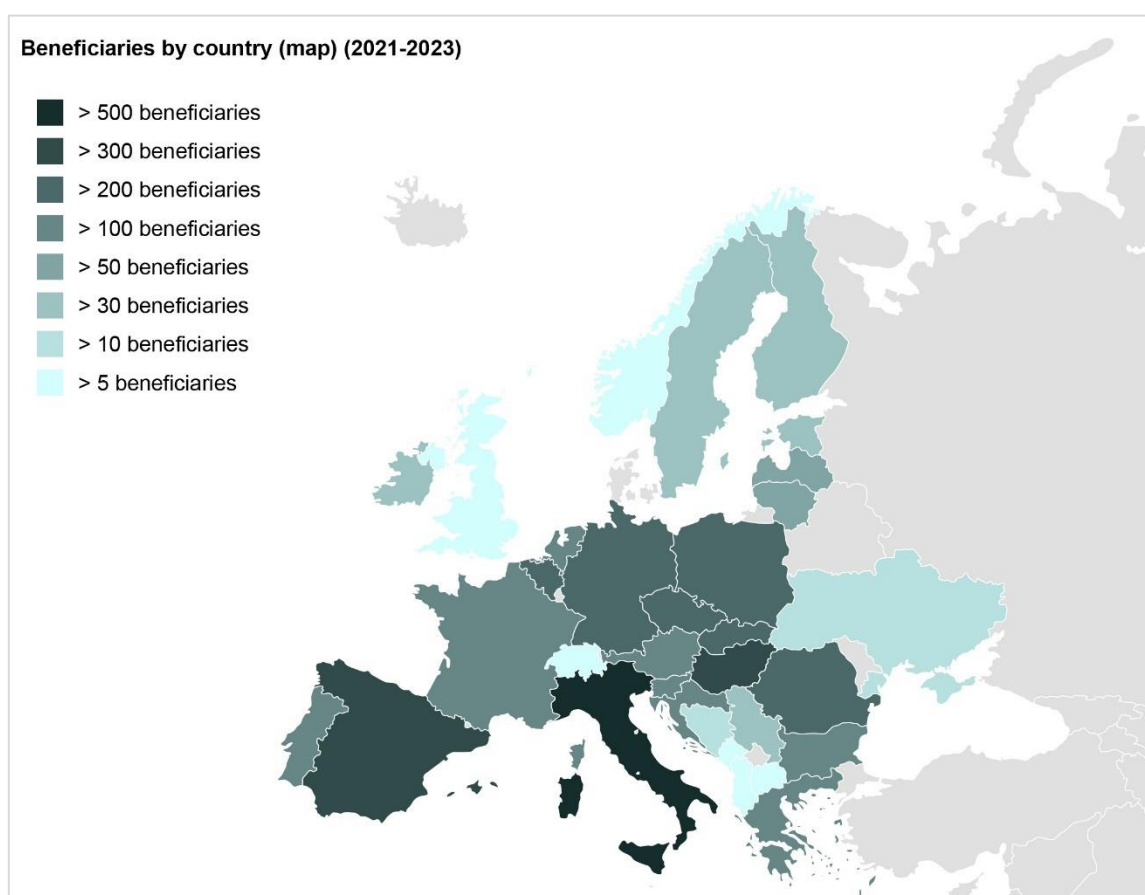 Beneficiaries by country (map) (2021-2023)
> 500 beneficiaries
> 300 beneficiaries
> 200 beneficiaries
> 100 beneficiaries
> 50 beneficiaries
> 30 beneficiaries
> 10 beneficiaries
> 5 beneficiaries